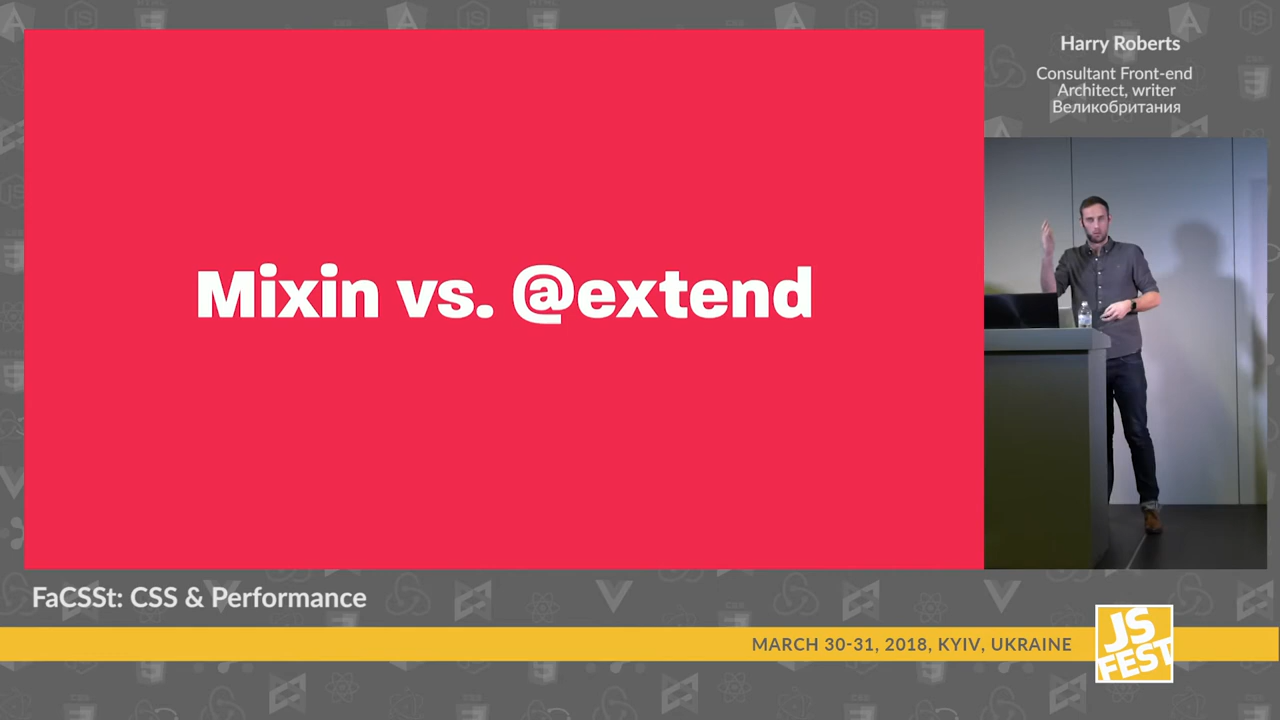 Harry Roberts
Consultant Front-end
Architect, writer
Великобритания
Mixin vs. @extend
FaCSSt: CSS & Performance
MARCH 30-31, 2018, KYIV, UKRAINE
JS
FEST